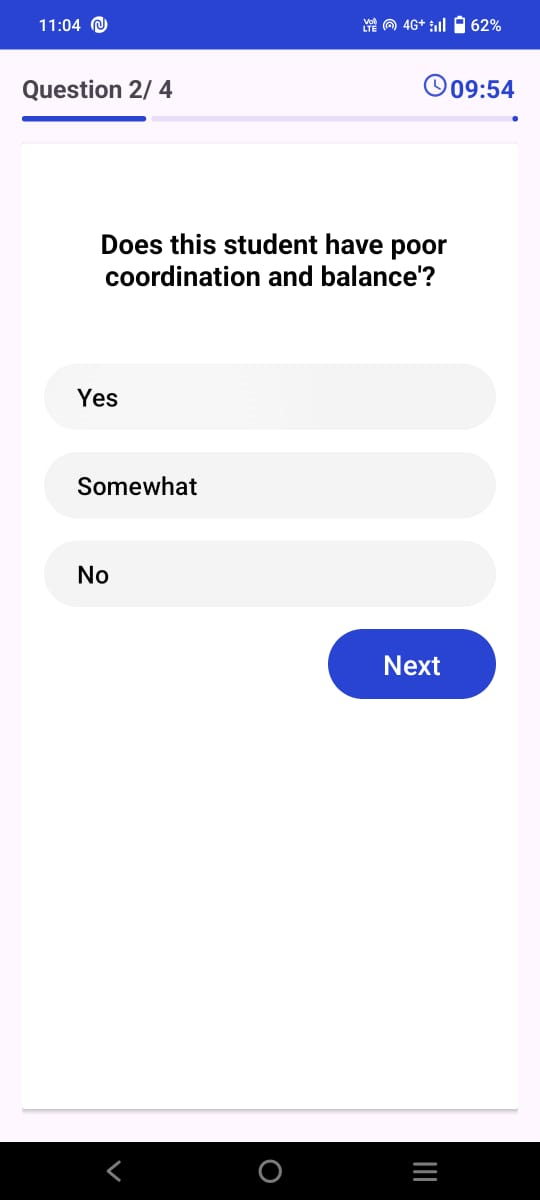 11:04 VoLTE 4G+ 62%
Question 2/ 4 09:54
Does this student have poor
coordination and balance'?
Yes
Somewhat
No
Next